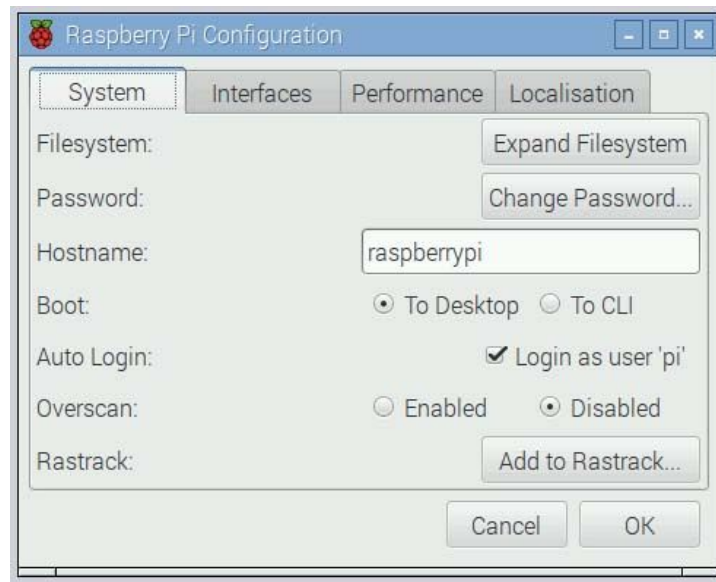 Raspberry Pi Configuration
System Interfaces Performance Localisation
Filesystem: Expand Filesystem
Password: Change Password...
Hostname: raspberrypi
Boot: To Desktop To CLI
Auto Login: Login as user 'pi'
Overscan: Enabled Disabled
Rastrack: Add to Rastrack...
Cancel OK